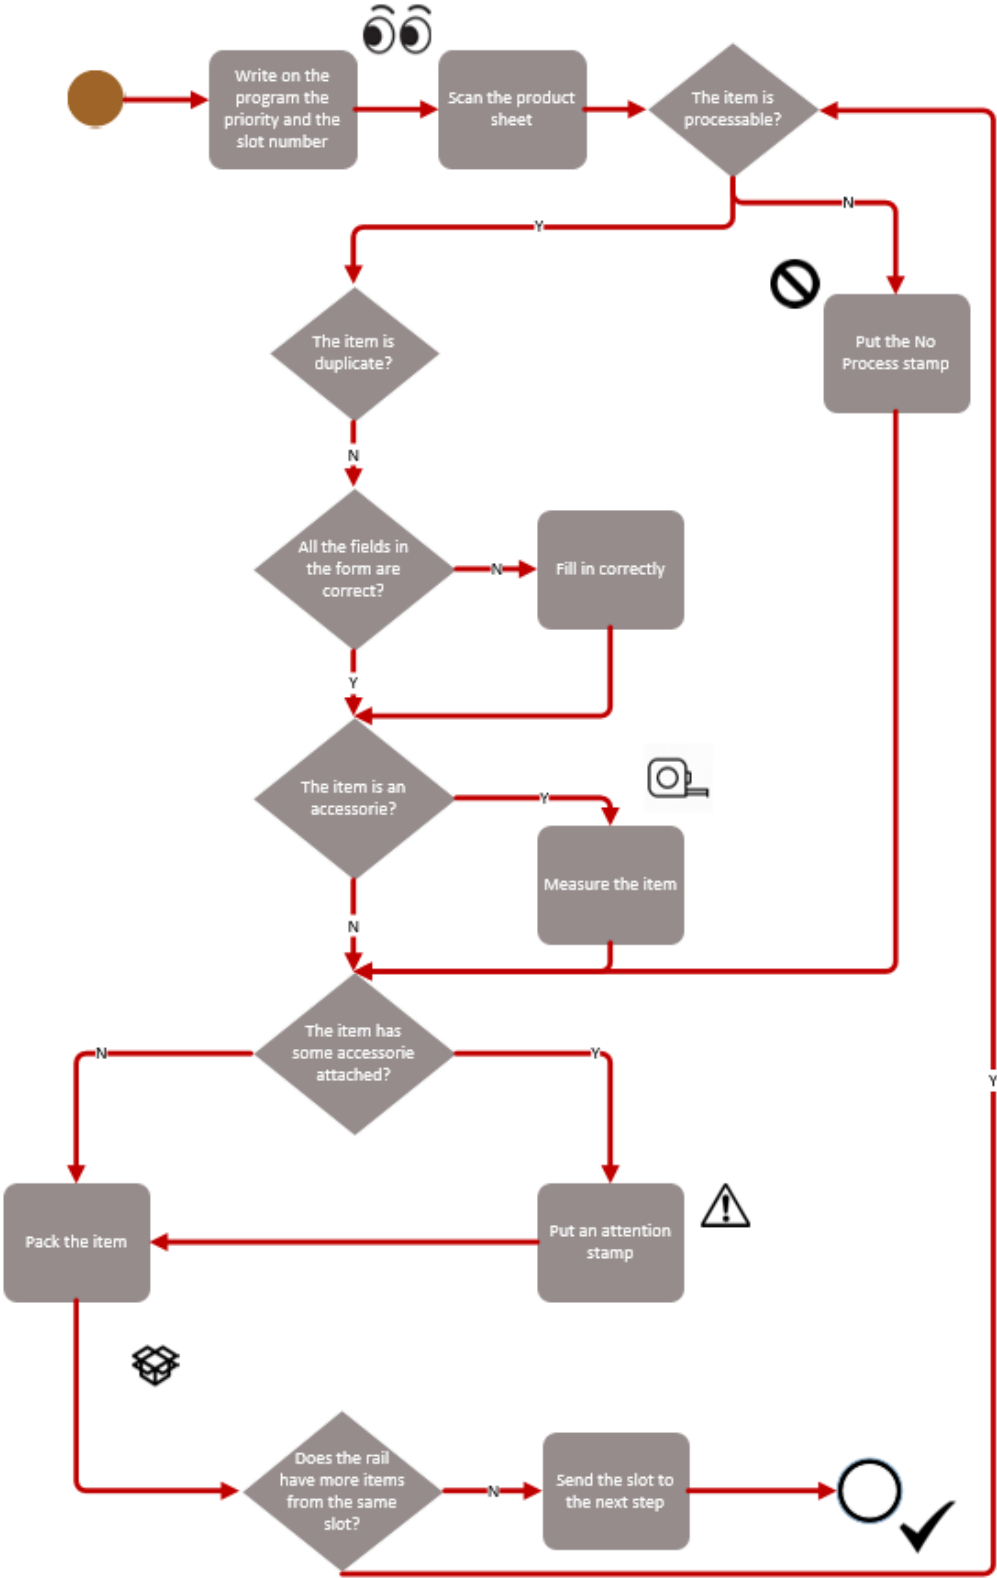 Write on the
program the
priority and the
slot number
Scan the product
sheet
The item is
processable?
N
Y
The item is
duplicate?
Put the No
Process stamp
N
All the fields in
the form are
correct?
N
Fill in correctly
Y
The item is an
accessorie?
Y
Measure the item
N
The item has
some accessorie
attached?
N
Y
Y
Pack the item
Put an attention
stamp
Does the rail
have more items
from the same
slot?
N
Send the slot to
the next step